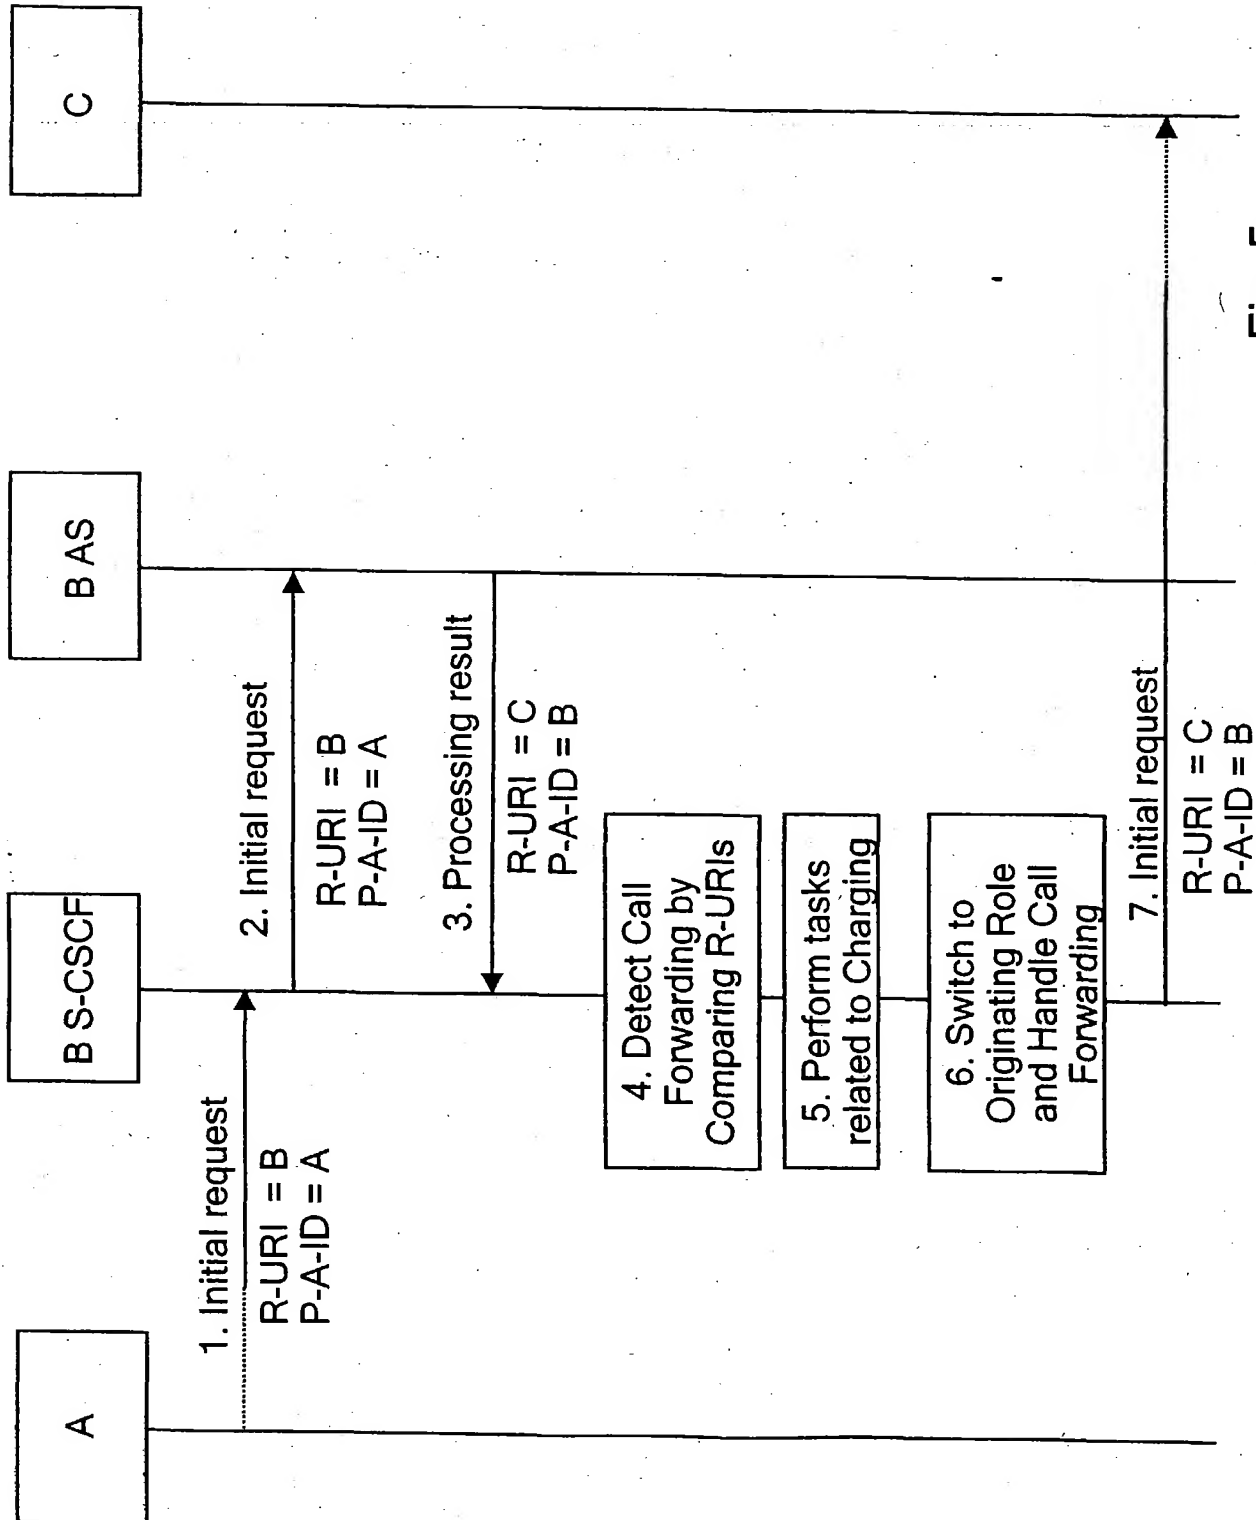 A
B S-CSCF
B AS
C
1. Initial request
R-URI = B
P-A-ID = A
2. Initial request
R-URI = B
P-A-ID = A
3. Processing result
R-URI = C
P-A-ID = B
4. Detect Call
Forwarding by
Comparing R-URIs
5. Perform tasks
related to Charging
6. Switch to
Originating Role
and Handle Call
Forwarding
7. Initial request
R-URI = C
P-A-ID = B